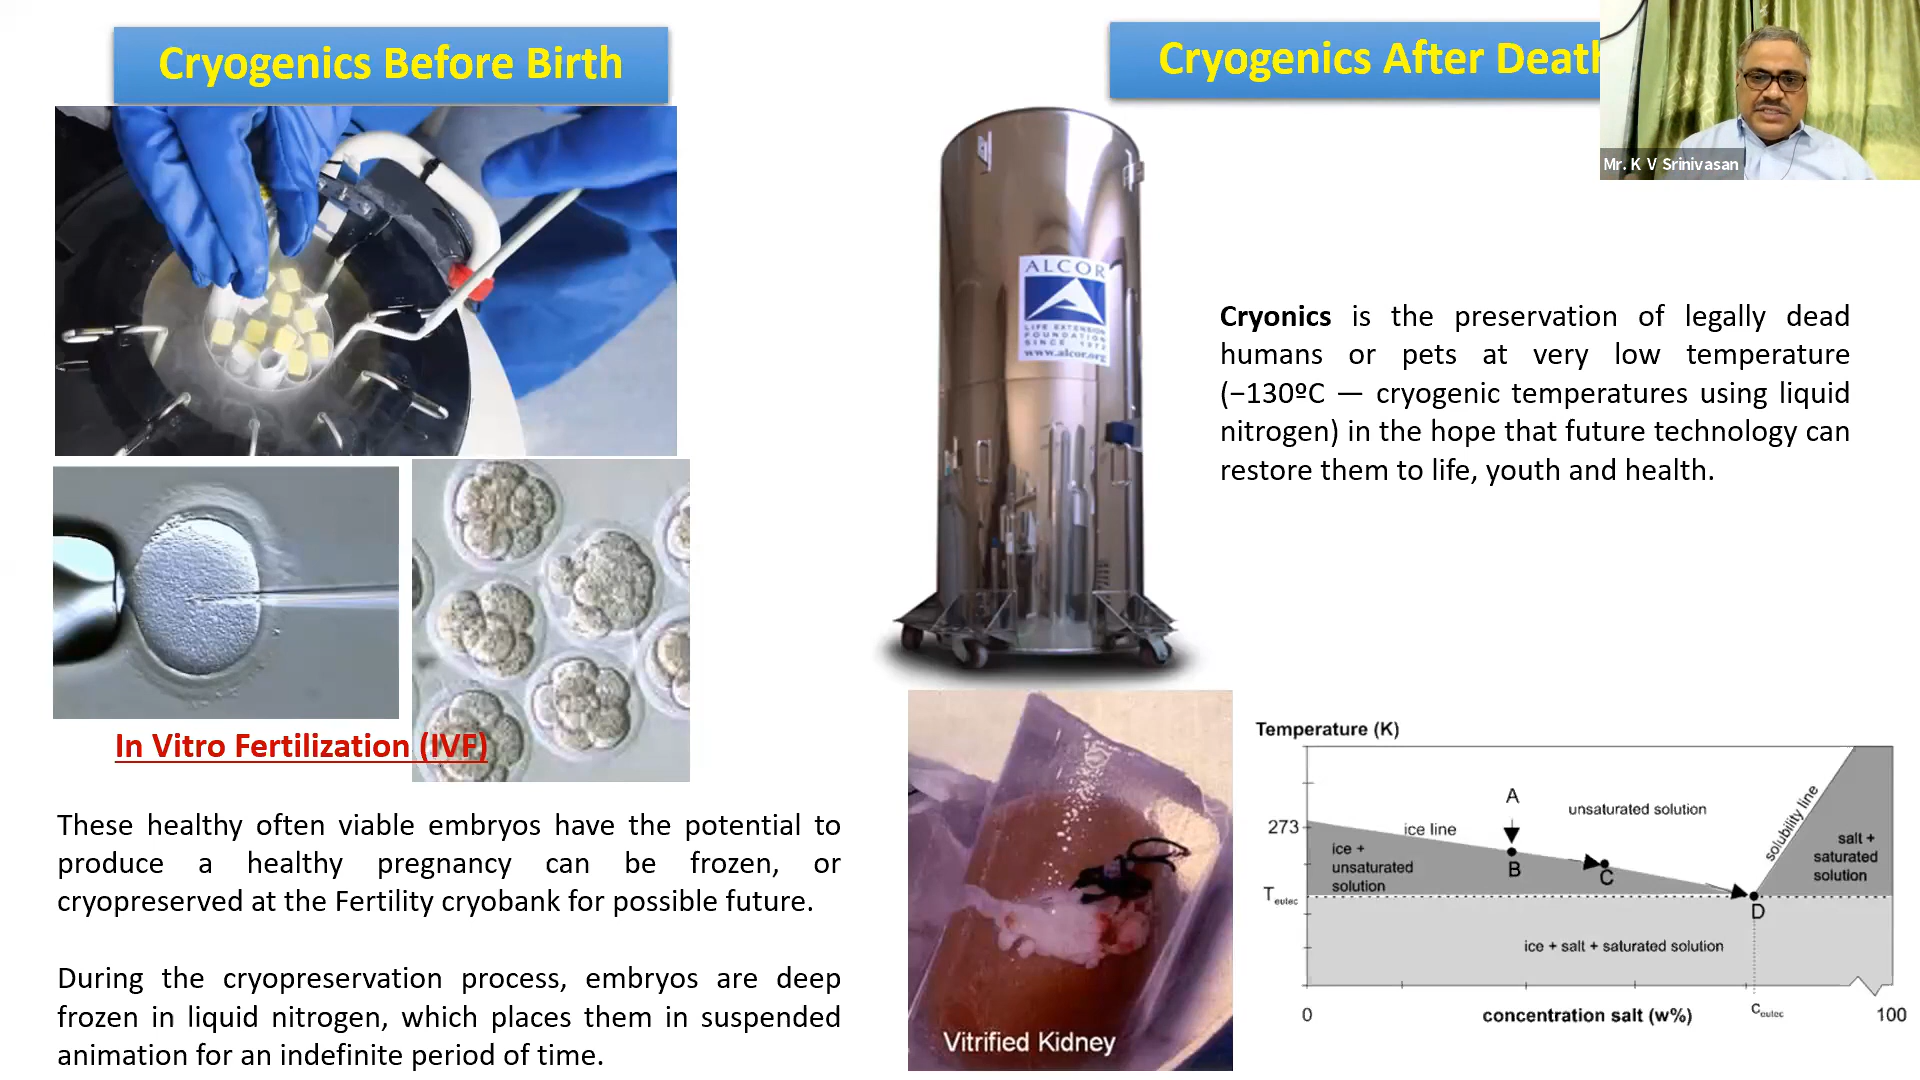 Cryogenics Before Birth
Cryogenics After Death
Mr. K V Srinivasan
ALCOR
LIFE EXTENSION
FOUNDATION
SINCE 1972
www.alcor.org
Cryonics is the preservation of legally dead
humans or pets at very low temperature
(−130ºC — cryogenic temperatures using liquid
nitrogen) in the hope that future technology can
restore them to life, youth and health.
In Vitro Fertilization (IVF)
These healthy often viable embryos have the potential to
produce a healthy pregnancy can be frozen, or
cryopreserved at the Fertility cryobank for possible future.
During the cryopreservation process, embryos are deep
frozen in liquid nitrogen, which places them in suspended
animation for an indefinite period of time.
Vitrified Kidney
Temperature (K)
A
unsaturated solution
solubility line
273
ice line
ice +
unsaturated
solution
B
C
salt +
saturated
solution
T eutec
D
ice + salt + saturated solution
0
concentration salt (w%)
C eutec
100